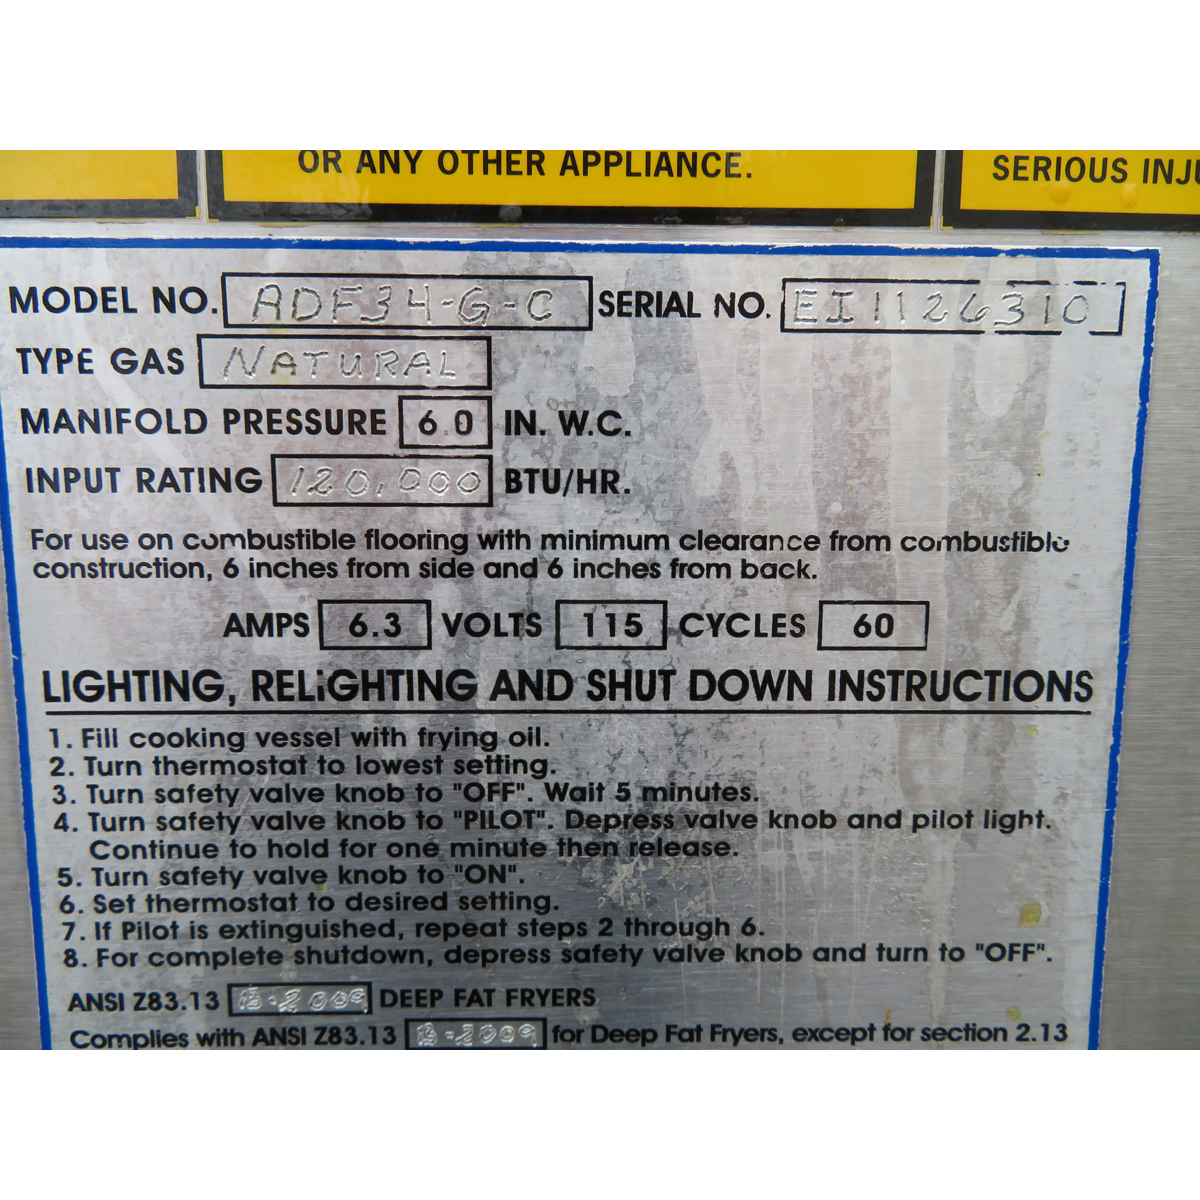 OR ANY OTHER APPLIANCE.
SERIOUS INJU
MODEL NO. ADF34-G-C SERIAL NO. EI1126310
TYPE GAS NATURAL
MANIFOLD PRESSURE 6.0 IN. W.C.
INPUT RATING 120,000 BTU/HR.
For use on combustible flooring with minimum clearance from combustible
construction, 6 inches from side and 6 inches from back.
AMPS 6.3 VOLTS 115 CYCLES 60
LIGHTING, RELIGHTING AND SHUT DOWN INSTRUCTIONS
1. Fill cooking vessel with frying oil.
2. Turn thermostat to lowest setting.
3. Turn safety valve knob to "OFF". Wait 5 minutes.
4. Turn safety valve knob to "PILOT". Depress valve knob and pilot light.
Continue to hold for one minute then release.
5. Turn safety valve knob to "ON".
6. Set thermostat to desired setting.
7. If Pilot is extinguished, repeat steps 2 through 6.
8. For complete shutdown, depress safety valve knob and turn to "OFF".
ANSI Z83.13 B-2009 DEEP FAT FRYERS
Complies with ANSI Z83.13 B-2009 for Deep Fat Fryers, except for section 2.13